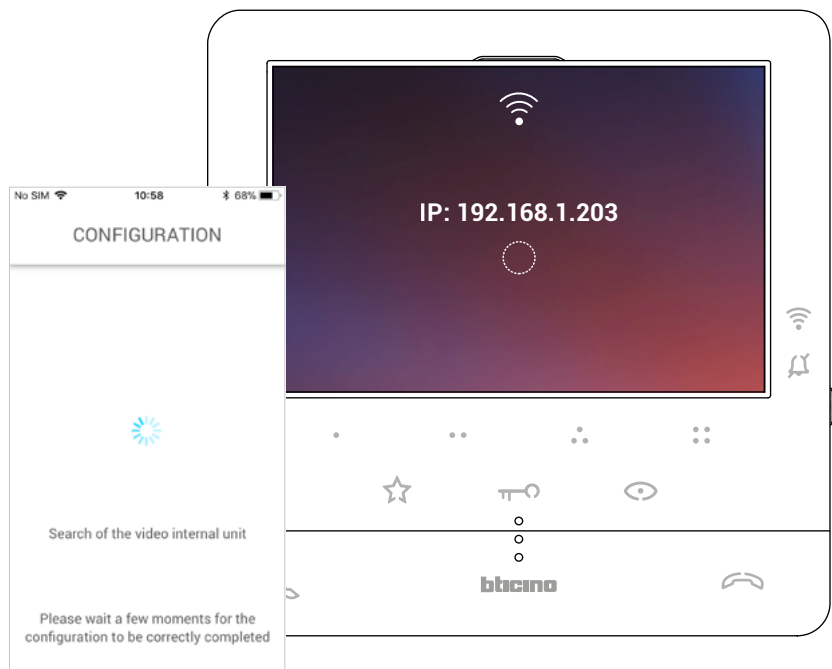 No SIM 10:58 68%
CONFIGURATION
Search of the video internal unit
Please wait a few moments for the
configuration to be correctly completed
IP: 192.168.1.203
bticino